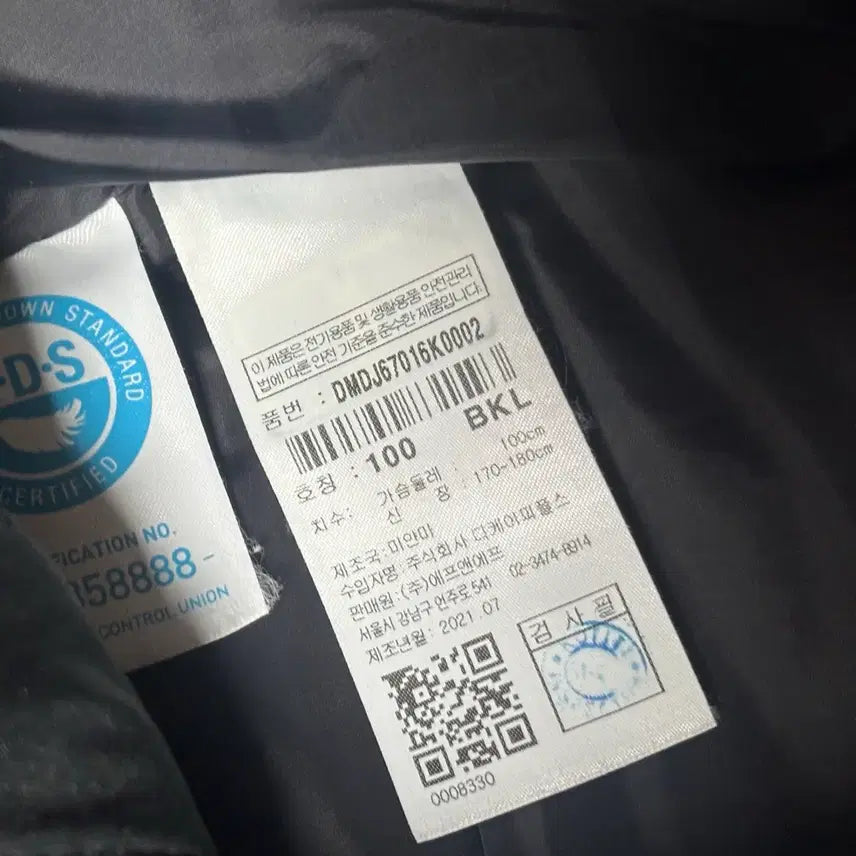 OWN STANDARD
·D·S
CERTIFIED
ICATION NO.
858888 -
CONTROL UNION
이 제품은 전기용품 및 생활용품 안전관리
법에 따른 안전 기준을 준수한 제품입니다.
품번 : DMDJ67016K0002
BKL
호칭 : 100
치수: 가슴둘레 : 100cm
신 장 : 170-180cm
제조국: 미얀마
수입자명 주식회사 디케이피플스
판매원: (주)에프앤에프
서울시 강남구 언주로 541 02-3474-8914
제조년월: 2021.07
검사필
0008330